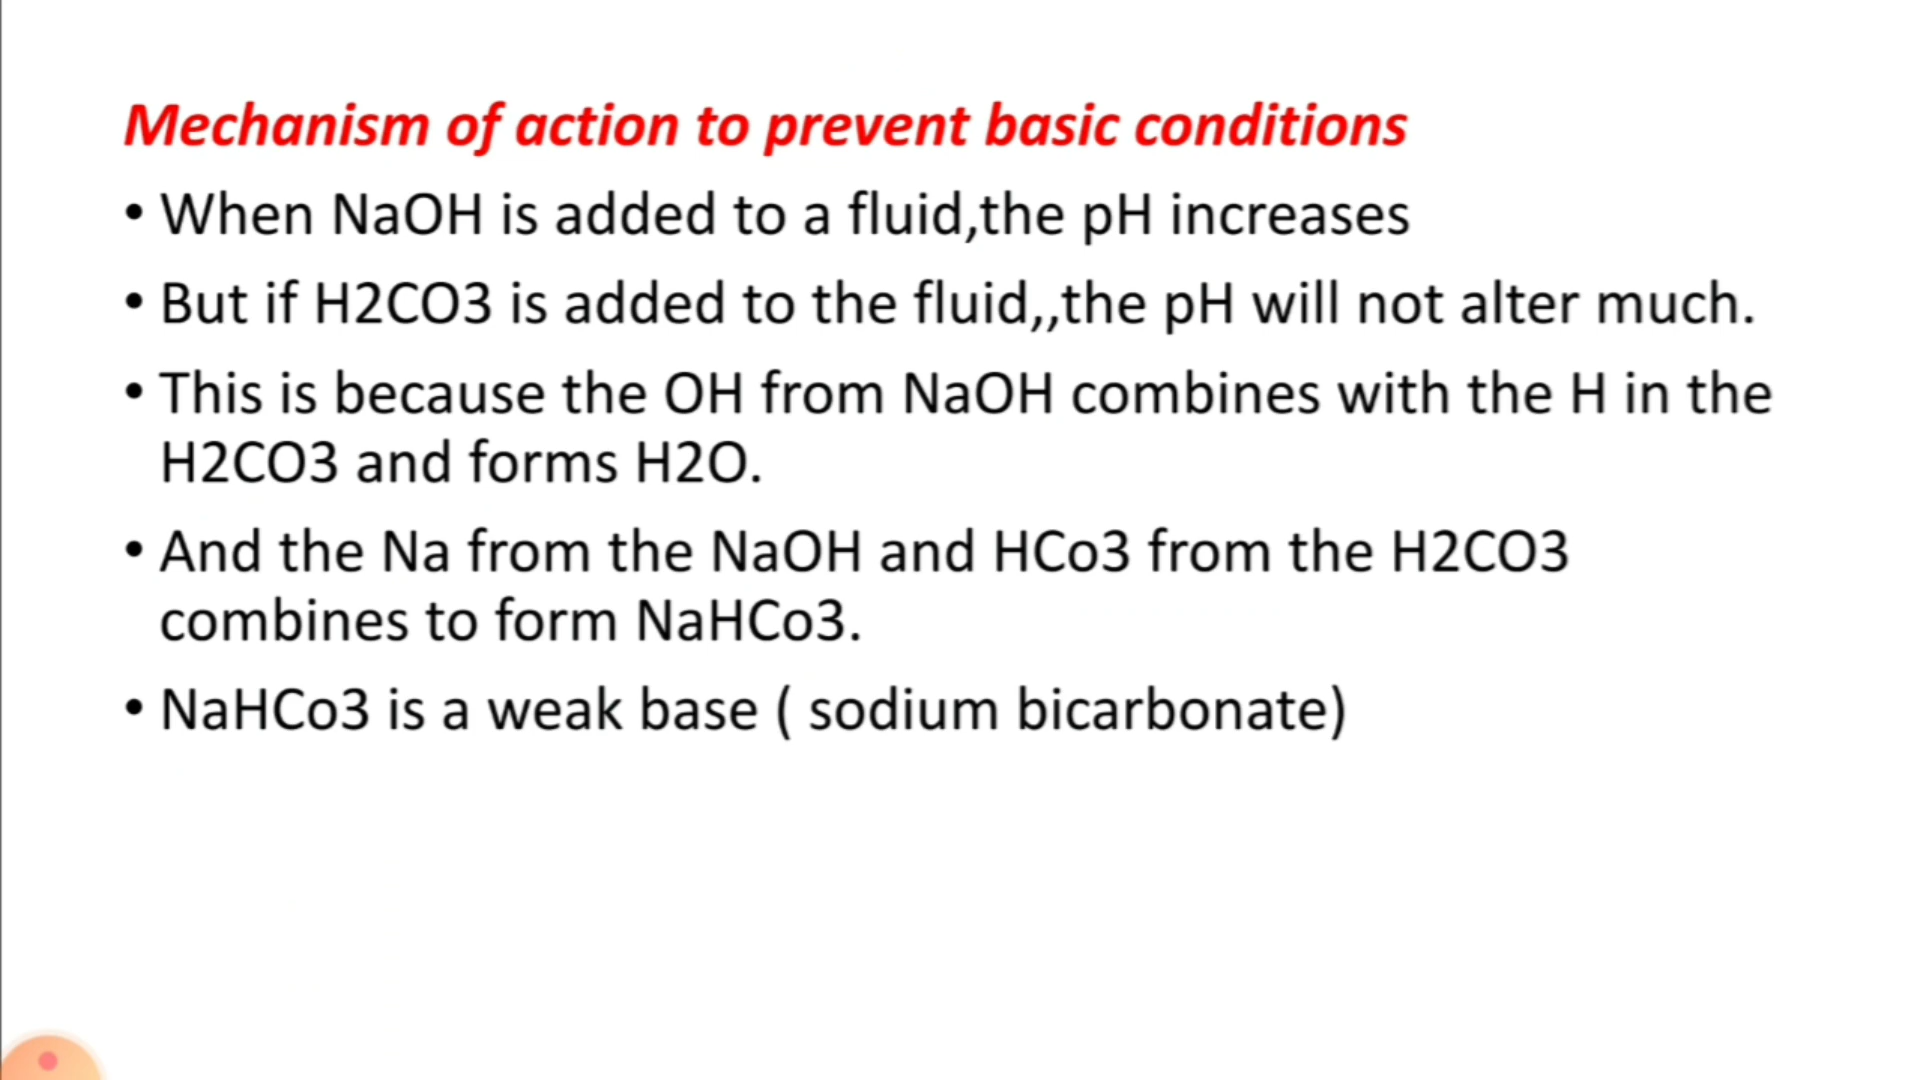 Mechanism of action to prevent basic conditions
• When NaOH is added to a fluid,the pH increases
• But if H2CO3 is added to the fluid,,the pH will not alter much.
• This is because the OH from NaOH combines with the H in the
H2CO3 and forms H2O.
• And the Na from the NaOH and HCo3 from the H2CO3
combines to form NaHCo3.
• NaHCo3 is a weak base ( sodium bicarbonate)